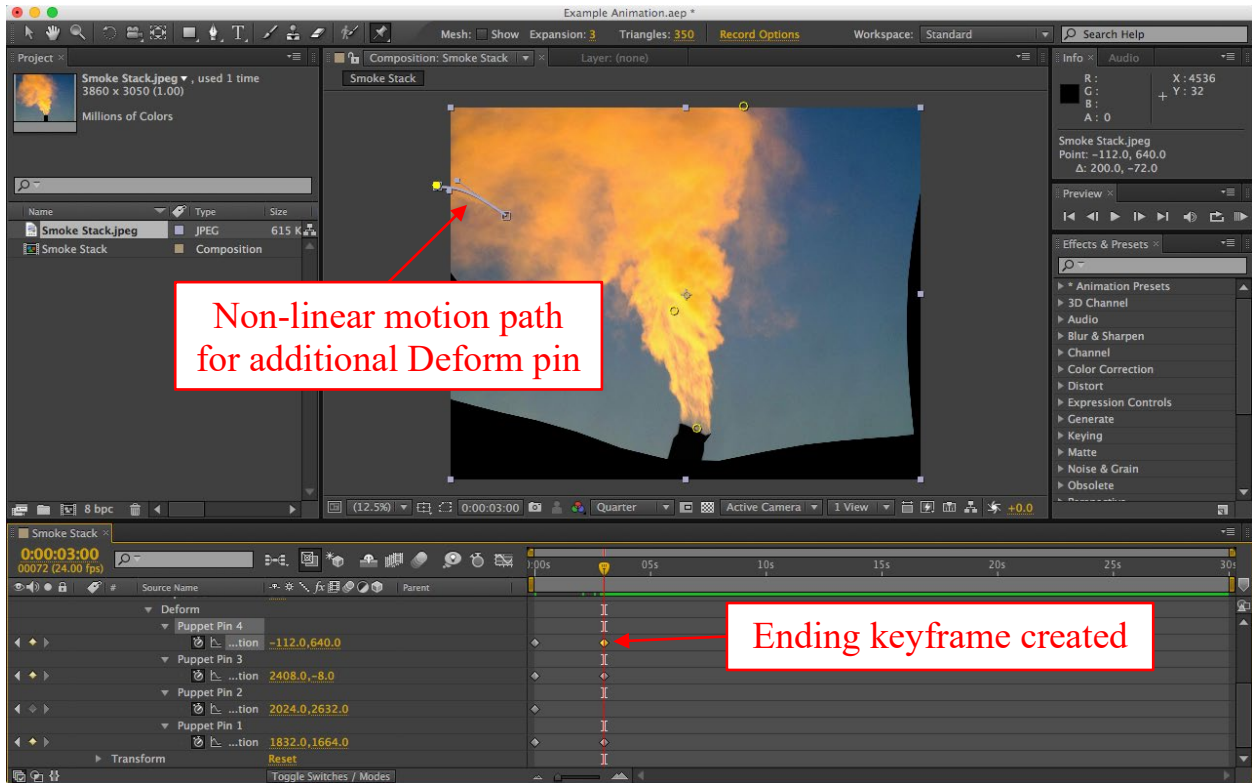 Example Animation.aep *
Mesh: Show Expansion: 3 Triangles: 350 Record Options Workspace: Standard Search Help
Project ×
Composition: Smoke Stack
Layer: (none)
Info × Audio
Smoke Stack.jpeg ▾ , used 1 time
3860 x 3050 (1.00)
Millions of Colors
Smoke Stack
R :
G :
B :
A : 0
X : 4536
+ Y : 32
Smoke Stack.jpeg
Point: -112.0, 640.0
Δ: 200.0, -72.0
Preview ×
Name Type Size
Smoke Stack.jpeg JPEG 615 K
Smoke Stack Composition
Effects & Presets ×
* Animation Presets
3D Channel
Audio
Blur & Sharpen
Channel
Color Correction
Distort
Expression Controls
Generate
Keying
Matte
Noise & Grain
Obsolete
Non-linear motion path
for additional Deform pin
8 bpc
(12.5%) 0:00:03:00 Quarter Active Camera 1 View +0.0
Smoke Stack ×
0:00:03:00
00072 (24.00 fps)
# Source Name Parent
):00s 05s 10s 15s 20s 25s 30s
Deform
Puppet Pin 4
...tion -112.0,640.0
Puppet Pin 3
...tion 2408.0,-8.0
Puppet Pin 2
...tion 2024.0,2632.0
Puppet Pin 1
...tion 1832.0,1664.0
Transform Reset
Toggle Switches / Modes
Ending keyframe created